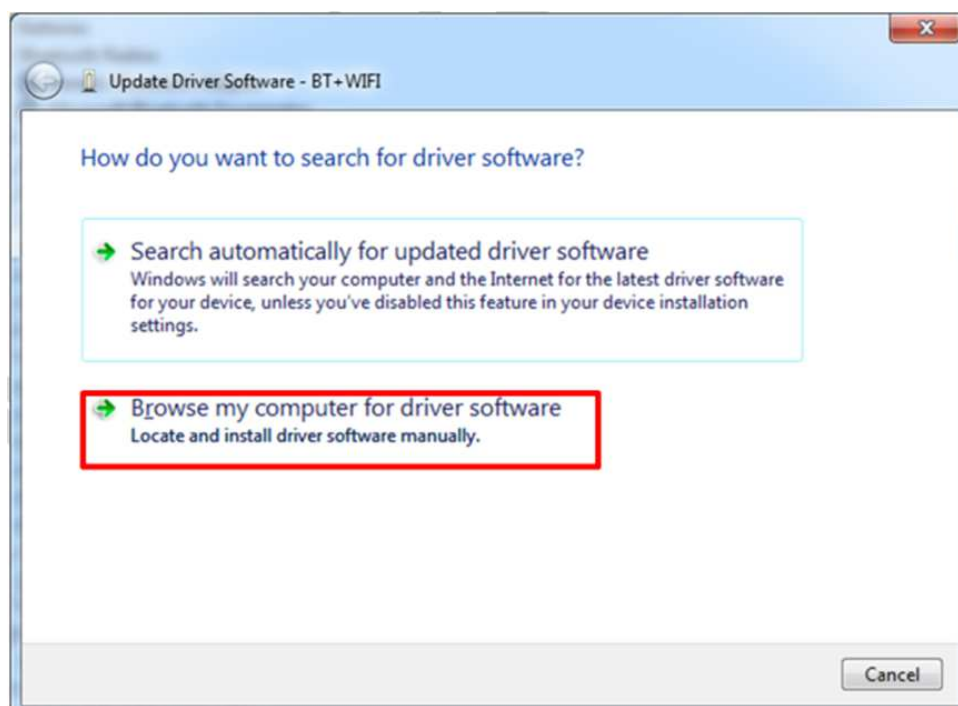 Update Driver Software - BT+WIFI
How do you want to search for driver software?
Search automatically for updated driver software
Windows will search your computer and the Internet for the latest driver software
for your device, unless you've disabled this feature in your device installation
settings.
Browse my computer for driver software
Locate and install driver software manually.
Cancel